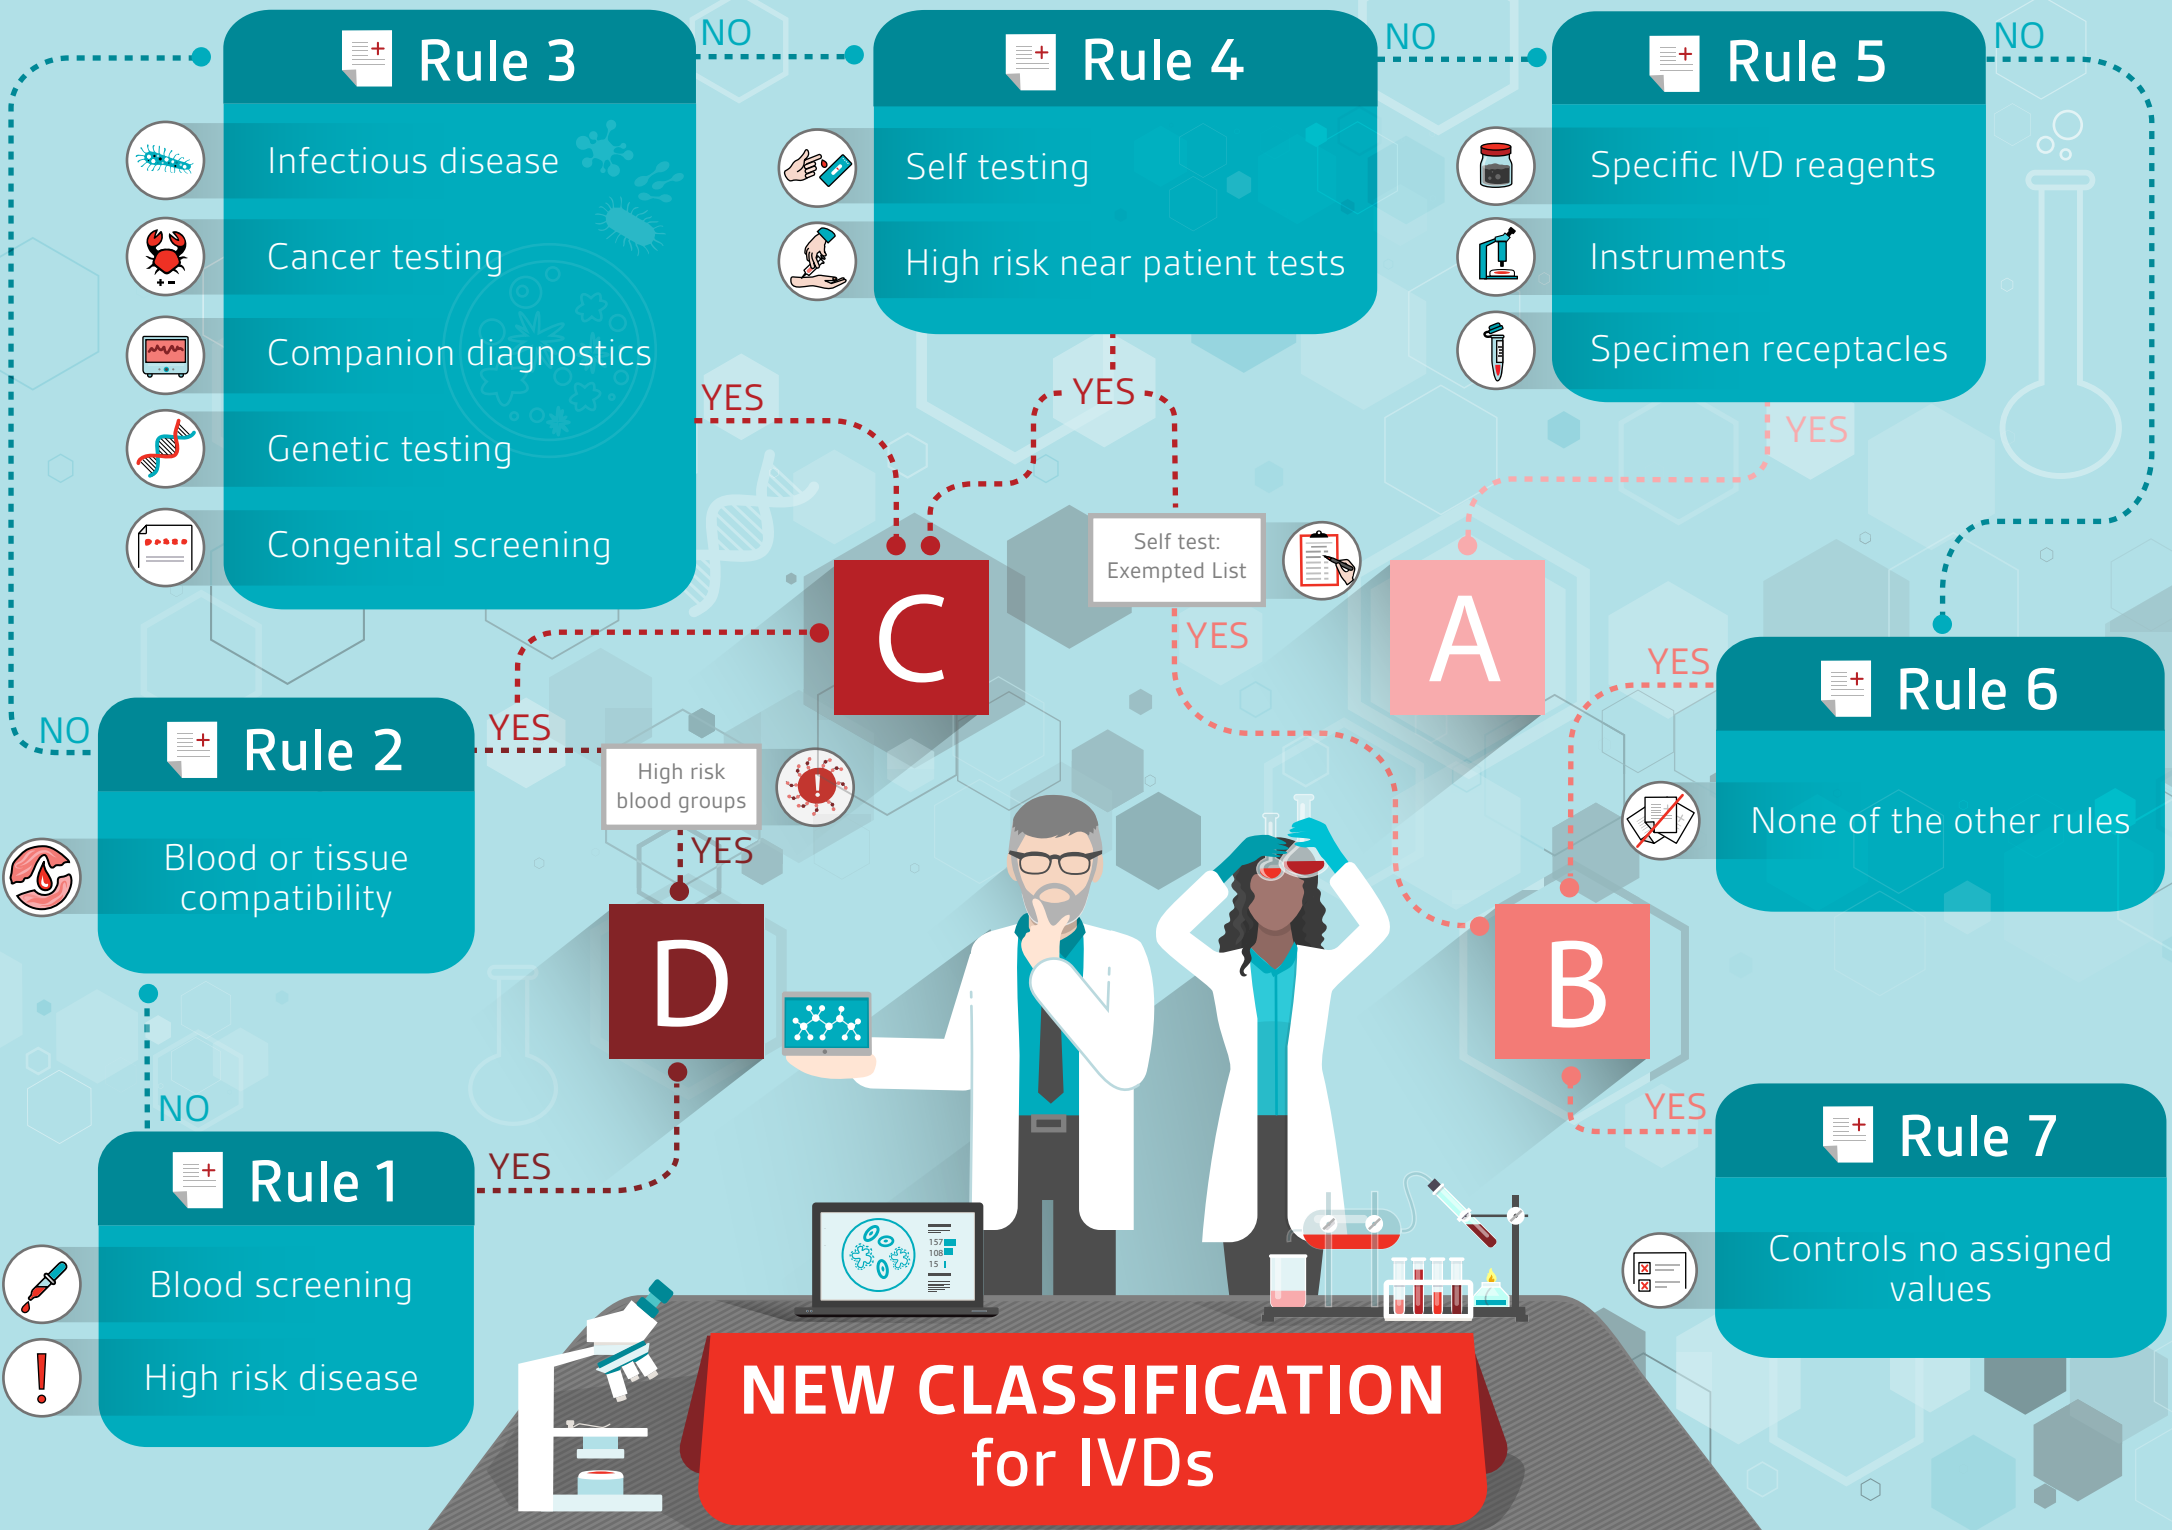 Rule 3
Infectious disease
Cancer testing
Companion diagnostics
Genetic testing
Congenital screening
NO
YES
Rule 4
Self testing
High risk near patient tests
NO
YES
Rule 5
Specific IVD reagents
Instruments
Specimen receptacles
NO
YES
Self test:
Exempted List
YES
C
A
YES
Rule 6
None of the other rules
NO
Rule 2
Blood or tissue
compatibility
YES
High risk
blood groups
YES
D
B
NO
Rule 1
Blood screening
High risk disease
YES
YES
Rule 7
Controls no assigned
values
157
108
15
NEW CLASSIFICATION
for IVDs